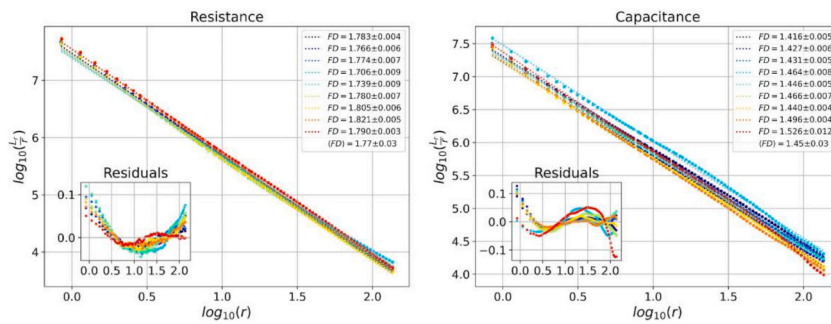 Resistance
FD = 1.783±0.004
FD = 1.766±0.006
FD = 1.774±0.007
FD = 1.706±0.009
FD = 1.739±0.009
FD = 1.780±0.007
FD = 1.805±0.006
FD = 1.821±0.005
FD = 1.790±0.003
⟨FD⟩ = 1.77±0.03
7
6
5
4
Residuals
0.1
0.0
0.0 0.5 1.0 1.5 2.0
0.0 0.5 1.0 1.5 2.0
log₁₀(r)
Capacitance
FD = 1.416±0.005
FD = 1.427±0.006
FD = 1.431±0.005
FD = 1.464±0.008
FD = 1.446±0.005
FD = 1.466±0.007
FD = 1.440±0.004
FD = 1.496±0.004
FD = 1.526±0.012
⟨FD⟩ = 1.45±0.03
7.5
7.0
6.5
6.0
5.5
5.0
4.5
4.0
Residuals
0.1
0.0
−0.1
0.0 0.5 1.0 1.5 2.0
0.0 0.5 1.0 1.5 2.0
log₁₀(r)